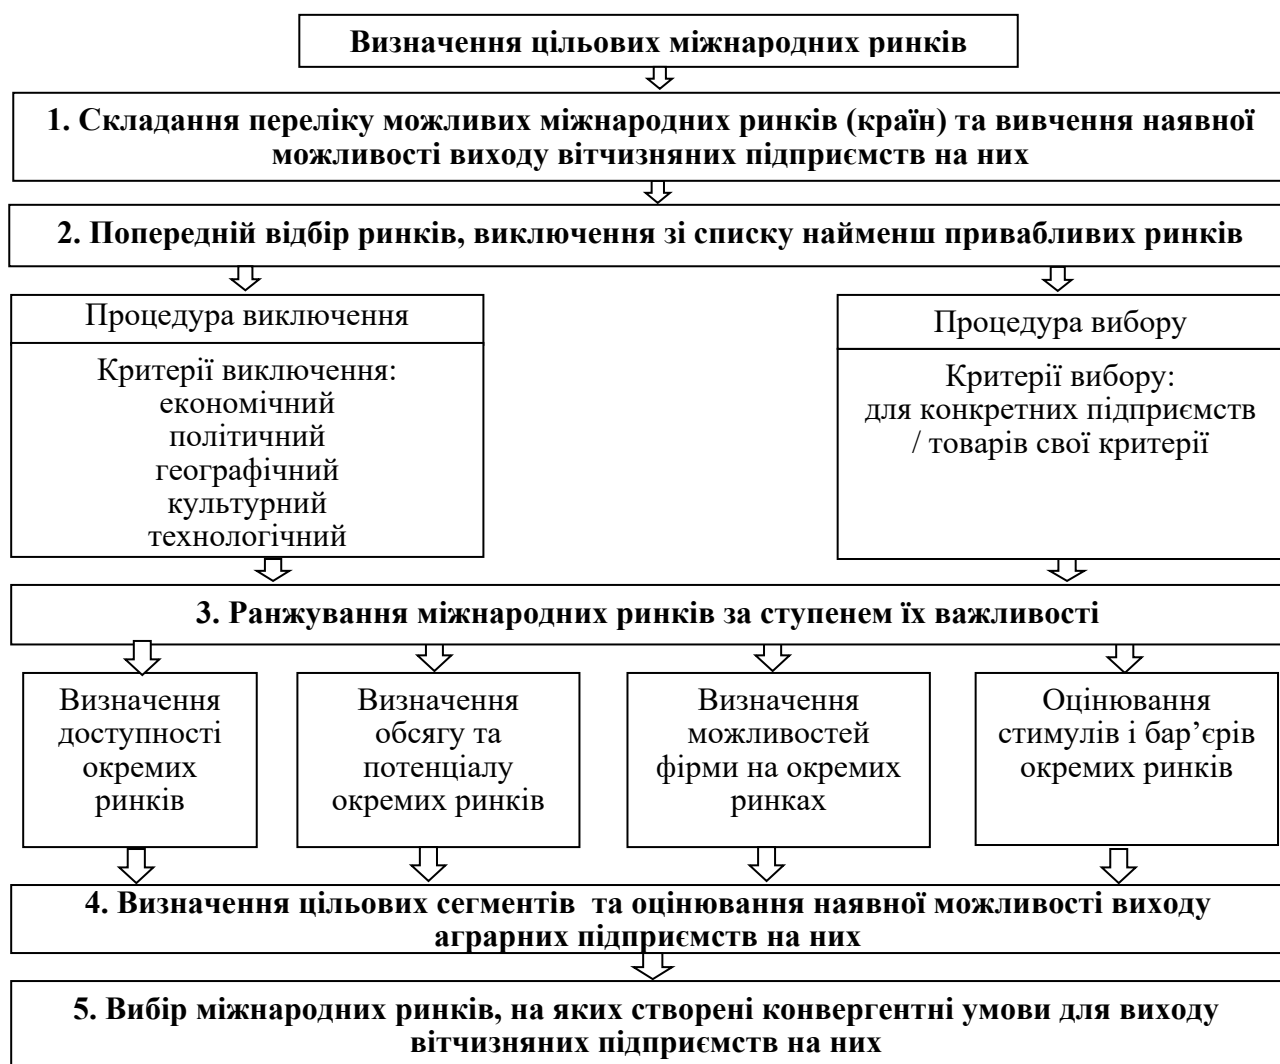 Визначення цільових міжнародних ринків
1. Складання переліку можливих міжнародних ринків (країн) та вивчення наявної
можливості виходу вітчизняних підприємств на них
2. Попередній відбір ринків, виключення зі списку найменш привабливих ринків
Процедура виключення
Критерії виключення:
економічний
політичний
географічний
культурний
технологічний
Процедура вибору
Критерії вибору:
для конкретних підприємств
/ товарів свої критерії
3. Ранжування міжнародних ринків за ступенем їх важливості
Визначення
доступності
окремих
ринків
Визначення
обсягу та
потенціалу
окремих ринків
Визначення
можливостей
фірми на окремих
ринках
Оцінювання
стимулів і бар’єрів
окремих ринків
4. Визначення цільових сегментів та оцінювання наявної можливості виходу
аграрних підприємств на них
5. Вибір міжнародних ринків, на яких створені конвергентні умови для виходу
вітчизняних підприємств на них